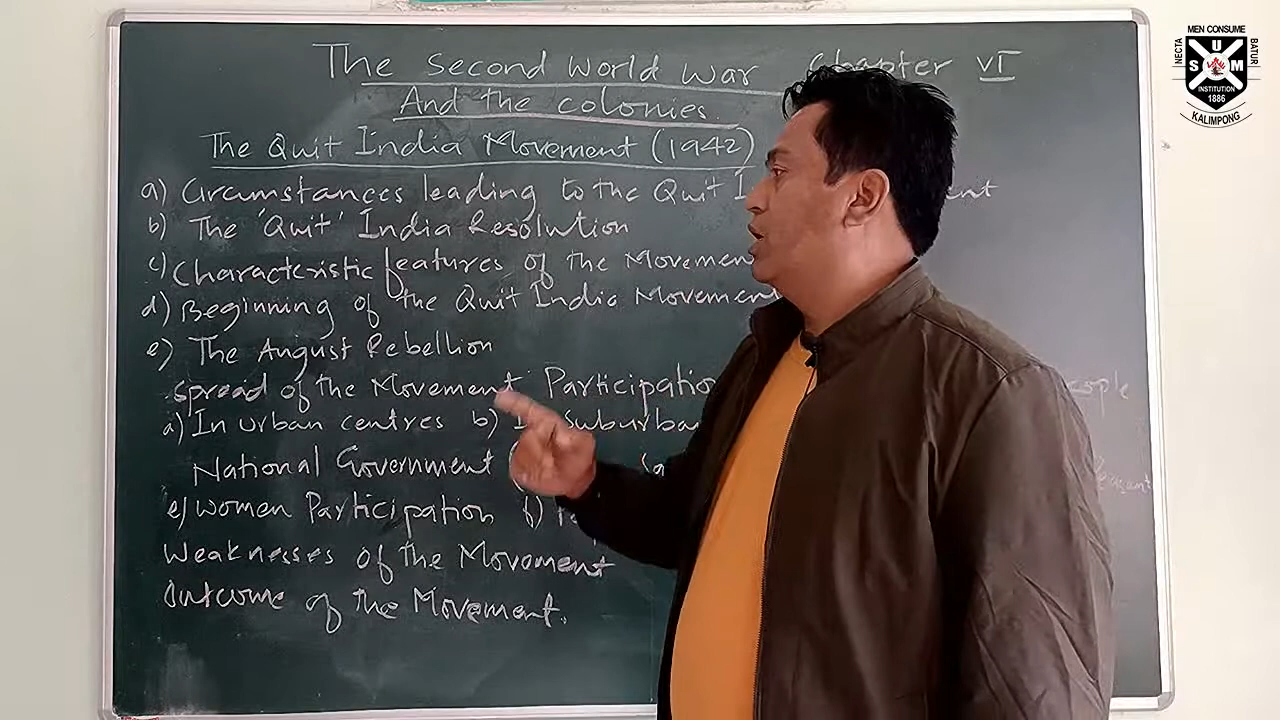 The Second World War Chapter VI
And the colonies.
The Quit India Movement (1942)
a) Circumstances leading to the Quit I
b) The 'Quit' India Resolution
c) Characteristic features of the Movemen
d) Beginning of the Quit India Movement
e) The August Rebellion
spread of the Movement Participatio
a) In urban centres b) Suburba
National Government
e) Women Participation f)
Weaknesses of the Movement
Outcome of the Movement.
MEN CONSUME
NECTA
BATUR
S U M
INSTITUTION
1886
KALIMPONG